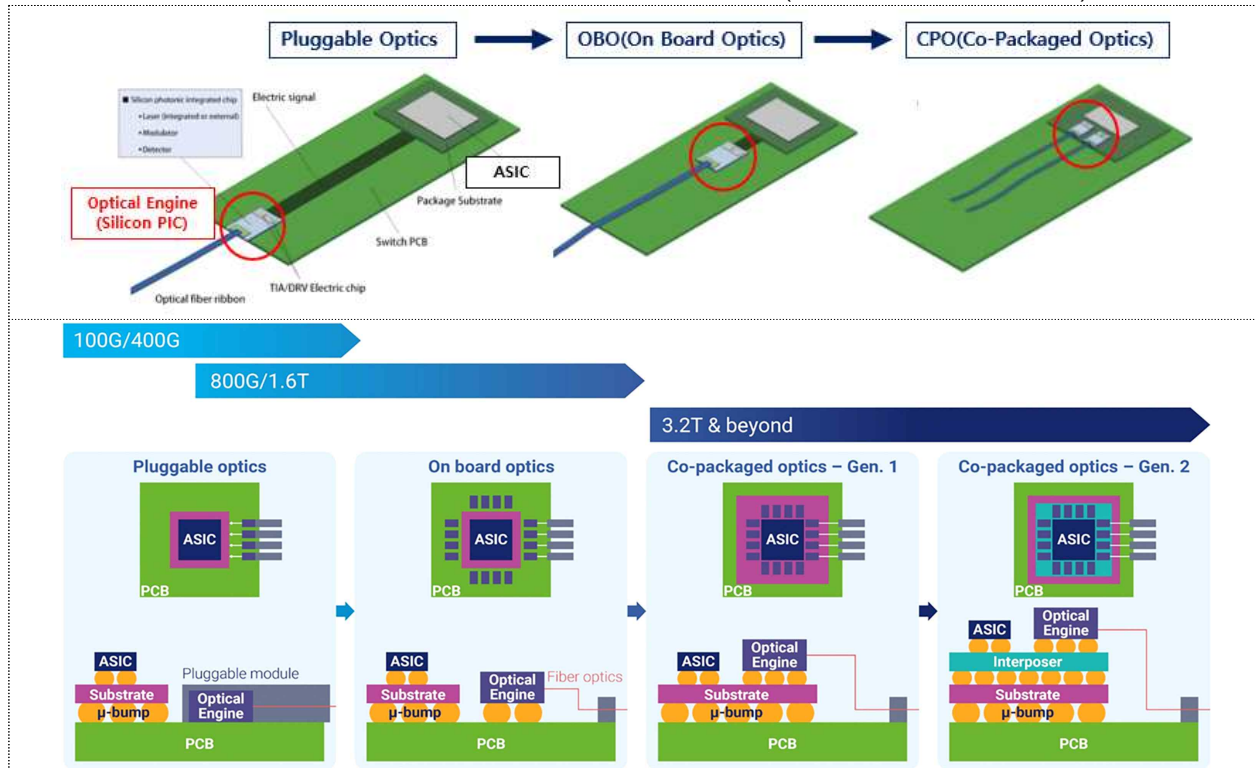 Pluggable Optics
OBO(On Board Optics)
CPO(Co-Packaged Optics)
■ Silicon photonic integrated chip
•Laser (integrated or external)
•Modulator
•Detector
Electric signal
ASIC
Optical Engine
(Silicon PIC)
Package Substrate
Switch PCB
TIA/DRV Electric chip
Optical fiber ribbon
100G/400G
800G/1.6T
3.2T & beyond
Pluggable optics
ASIC
PCB
ASIC
Pluggable module
Substrate
Optical
Engine
μ-bump
PCB
On board optics
ASIC
PCB
ASIC
Optical
Engine
Fiber optics
Substrate
μ-bump
PCB
Co-packaged optics – Gen. 1
ASIC
PCB
Optical
Engine
ASIC
Substrate
μ-bump
PCB
Co-packaged optics – Gen. 2
ASIC
PCB
Optical
Engine
ASIC
Interposer
Substrate
μ-bump
PCB